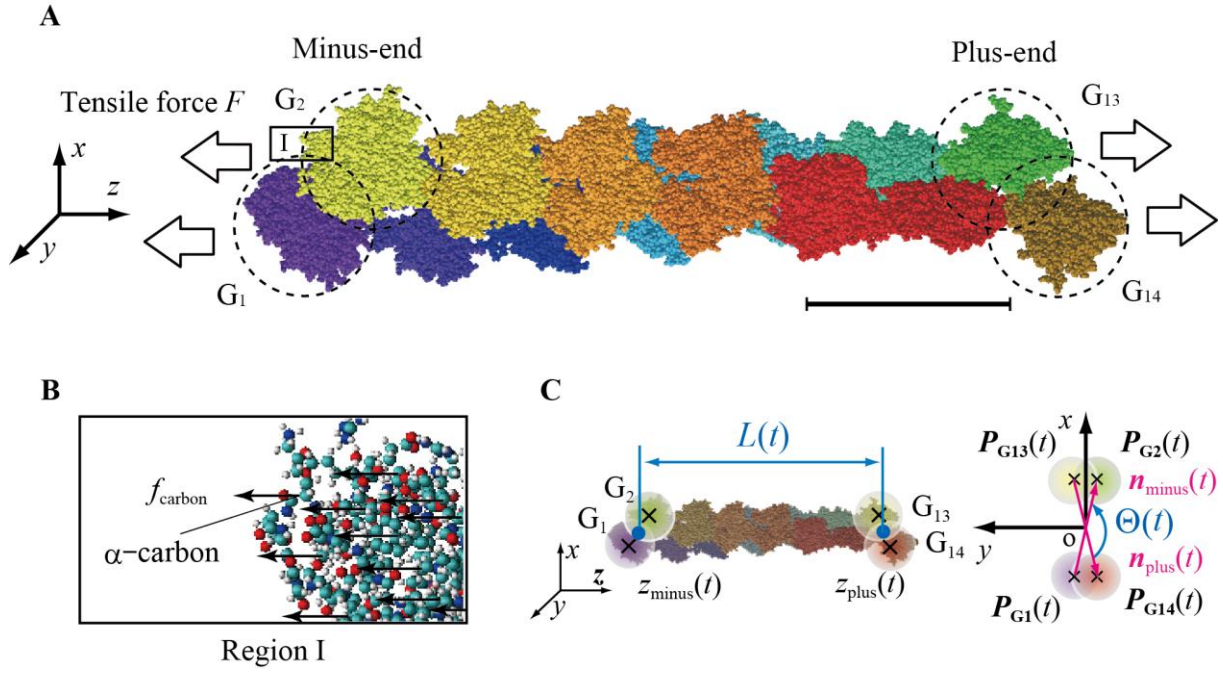 A
Minus-end
Plus-end
Tensile force F
G2
G13
I
x
z
y
G1
G14
B
fcarbon
α-carbon
Region I
C
L(t)
G2
G1
G13
G14
x
z
y
zminus(t)
zplus(t)
x
PG13(t)
PG2(t)
nminus(t)
Θ(t)
y
o
nplus(t)
PG1(t)
PG14(t)